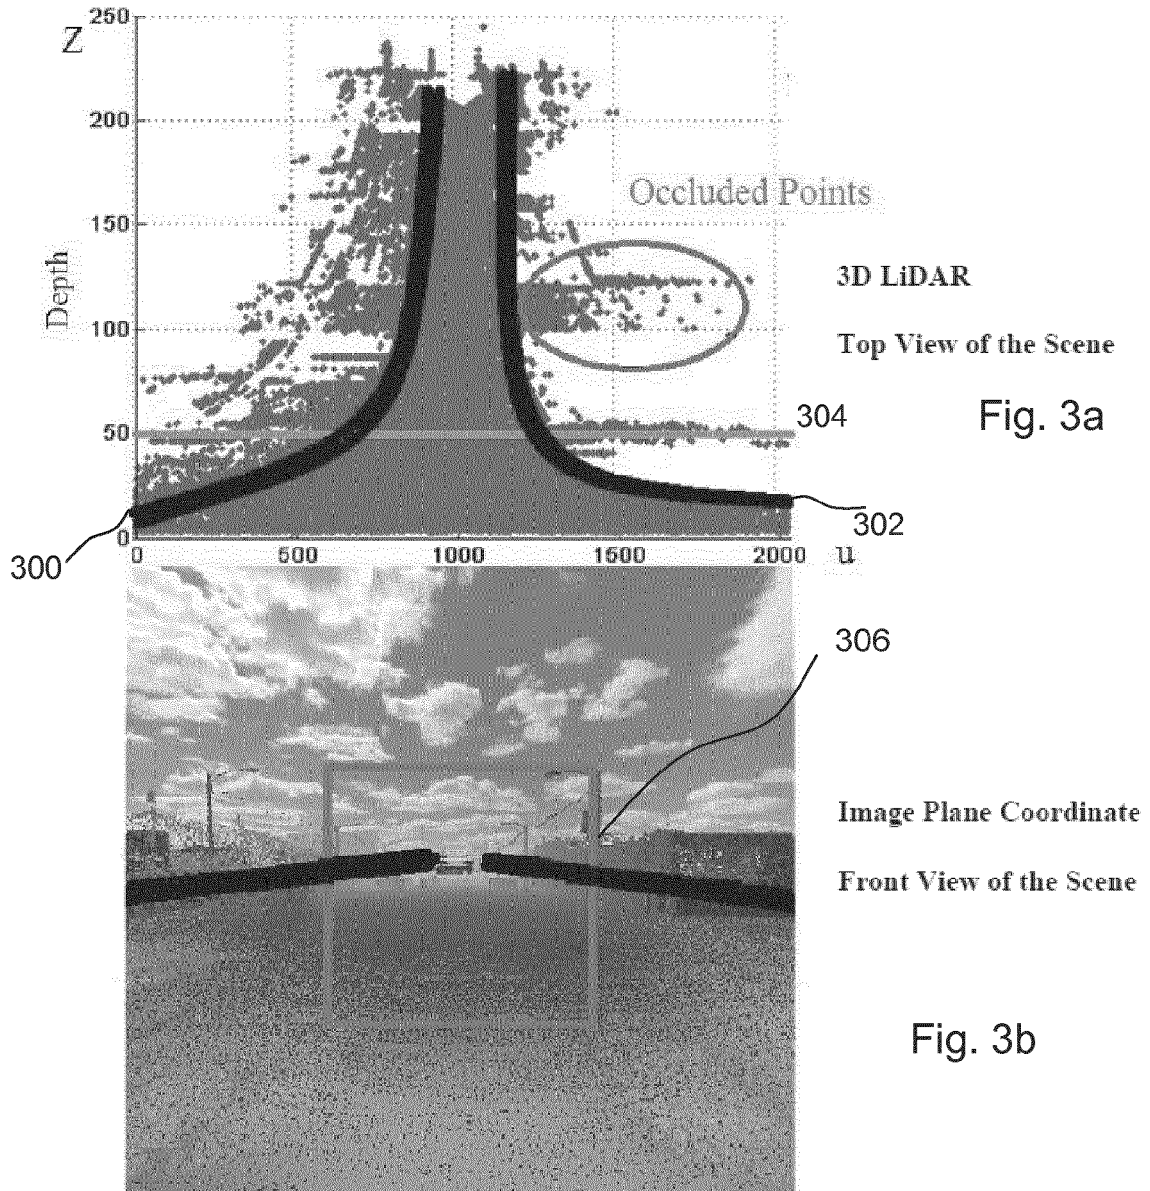 250
Z
200
Occluded Points
150
3D LiDAR
Depth
100
Top View of the Scene
304
Fig. 3a
50
302
0
300
0 500 1000 1500 2000 u
306
Image Plane Coordinate
Front View of the Scene
Fig. 3b